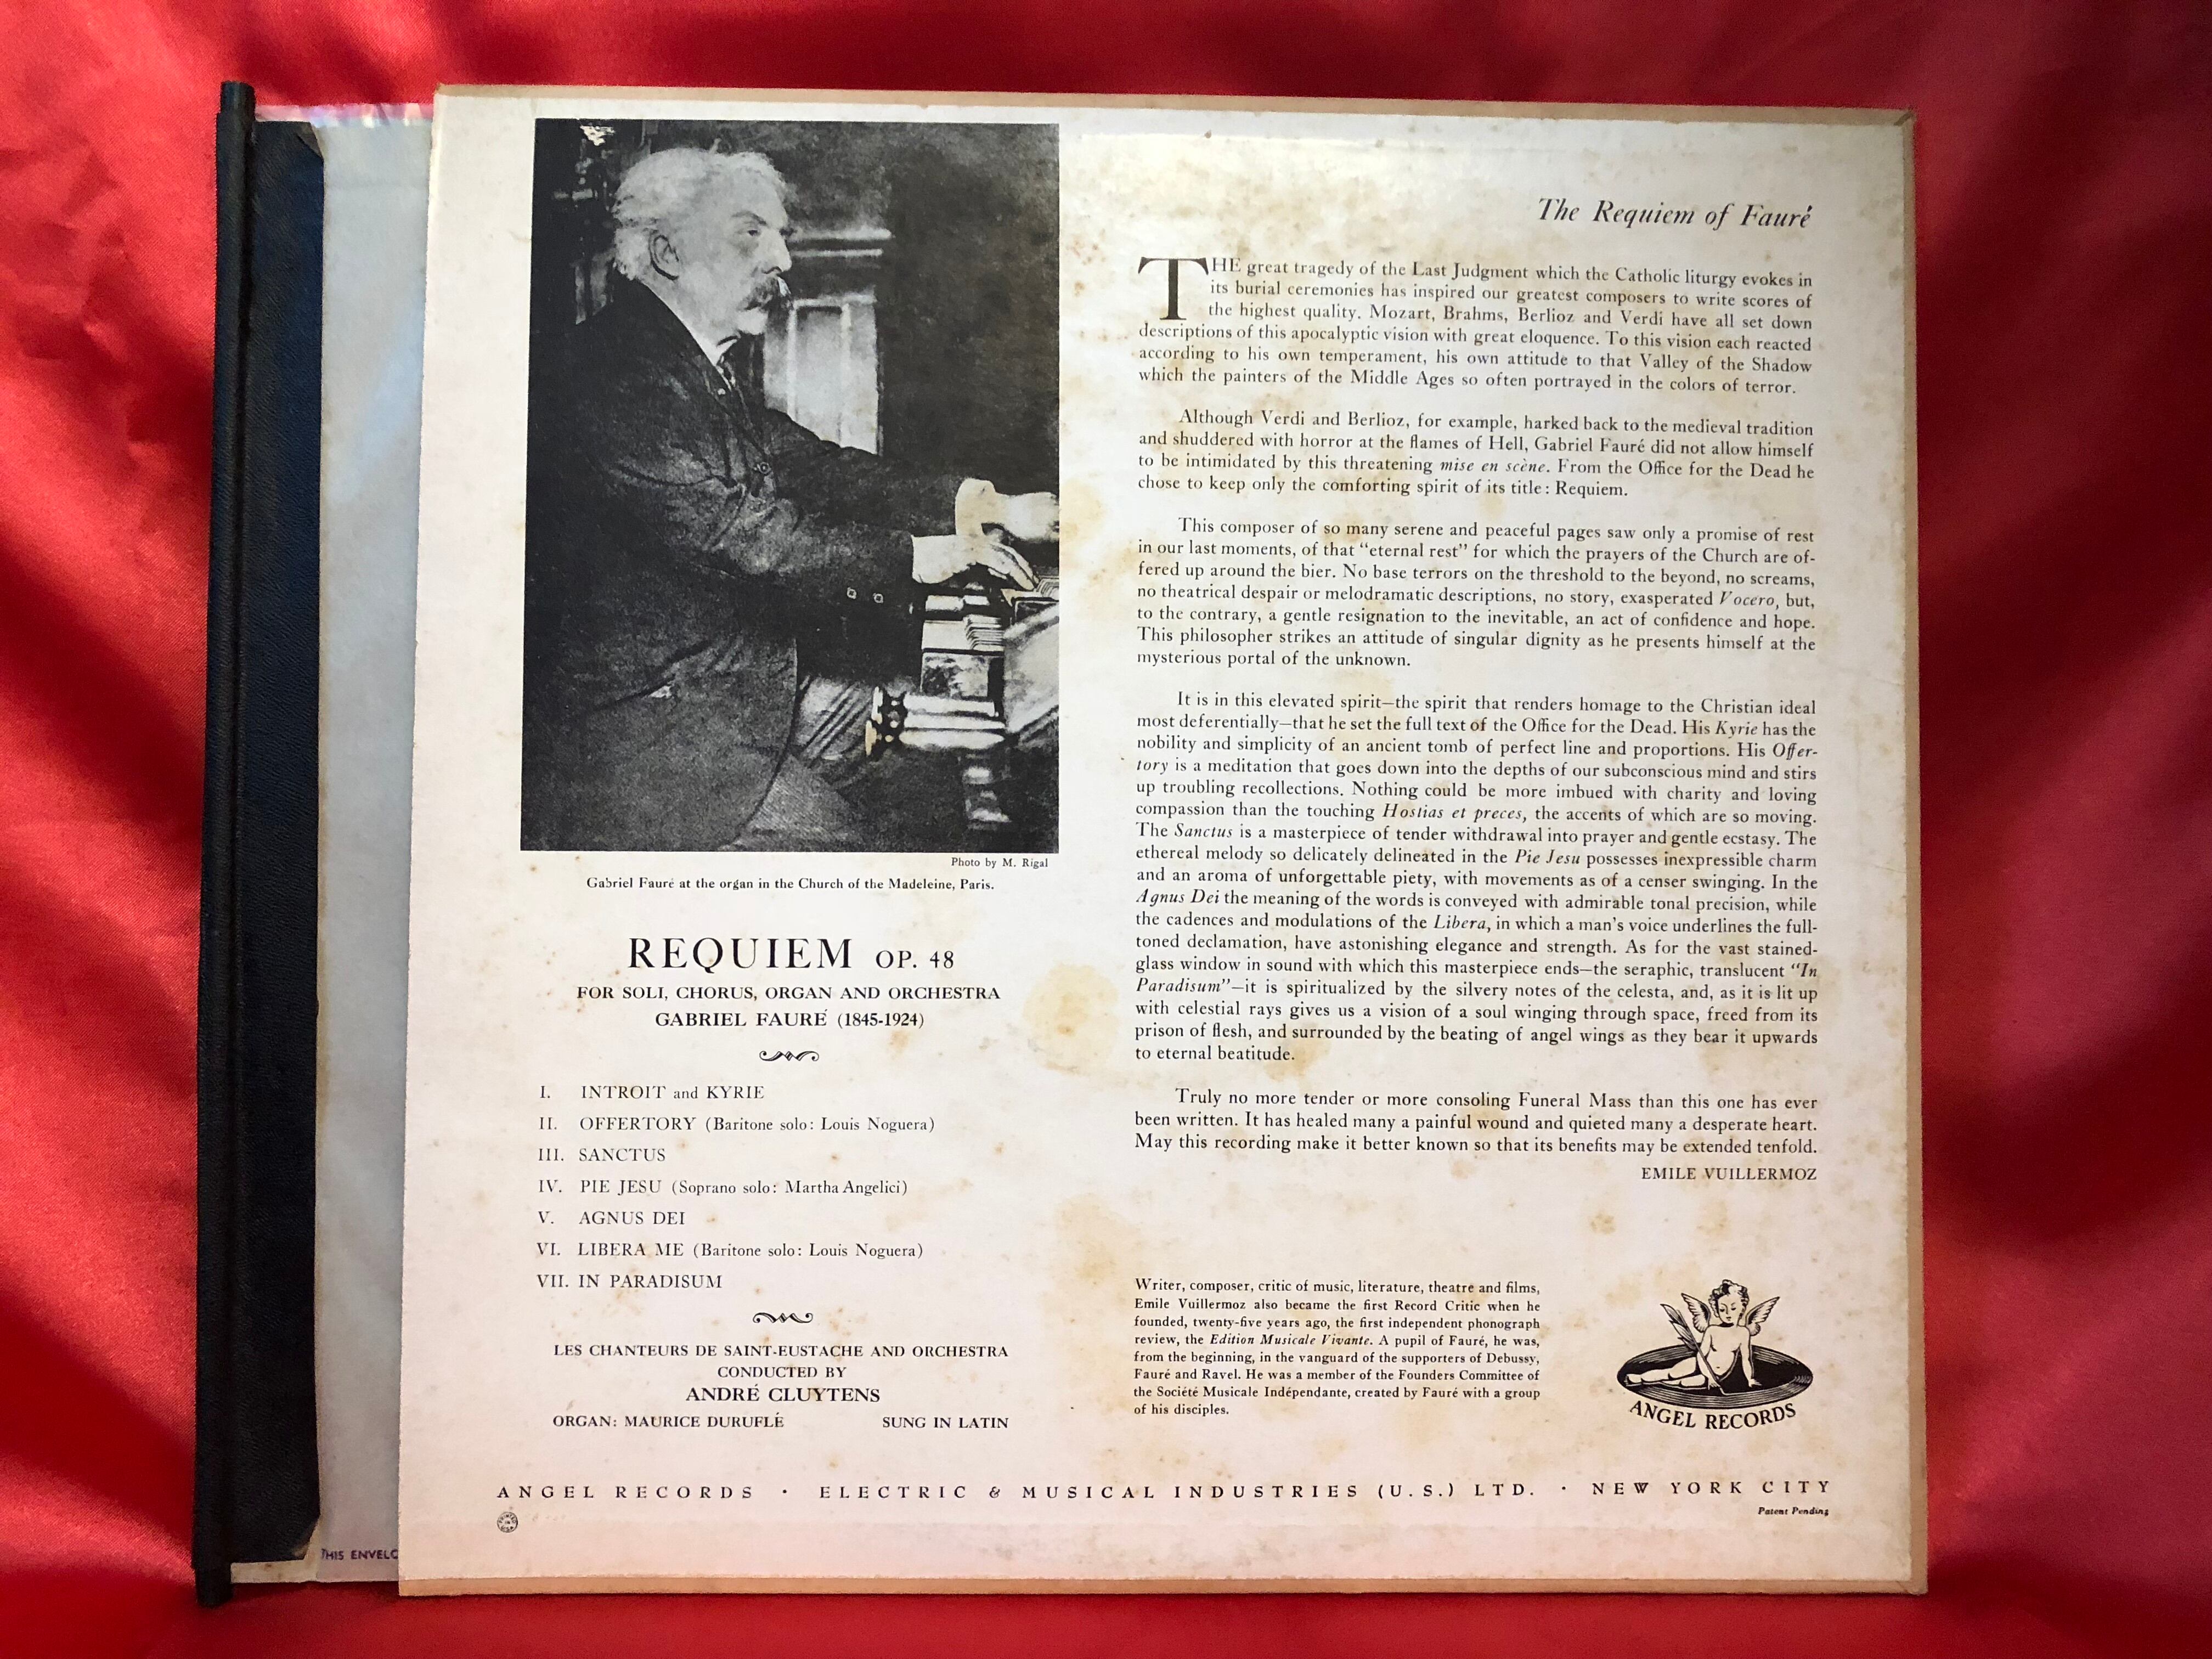 Photo by M. Rigal
Gabriel Fauré at the organ in the Church of the Madeleine, Paris.
REQUIEM OP. 48
FOR SOLI, CHORUS, ORGAN AND ORCHESTRA
GABRIEL FAURÉ (1845-1924)
I. INTROIT and KYRIE
II. OFFERTORY (Baritone solo: Louis Noguera)
III. SANCTUS
IV. PIE JESU (Soprano solo: Martha Angelici)
V. AGNUS DEI
VI. LIBERA ME (Baritone solo: Louis Noguera)
VII. IN PARADISUM
LES CHANTEURS DE SAINT-EUSTACHE AND ORCHESTRA
CONDUCTED BY
ANDRÉ CLUYTENS
ORGAN: MAURICE DURUFLÉ SUNG IN LATIN
The Requiem of Fauré
THE great tragedy of the Last Judgment which the Catholic liturgy evokes in
its burial ceremonies has inspired our greatest composers to write scores of
the highest quality. Mozart, Brahms, Berlioz and Verdi have all set down
descriptions of this apocalyptic vision with great eloquence. To this vision each reacted
according to his own temperament, his own attitude to that Valley of the Shadow
which the painters of the Middle Ages so often portrayed in the colors of terror.
Although Verdi and Berlioz, for example, harked back to the medieval tradition
and shuddered with horror at the flames of Hell, Gabriel Fauré did not allow himself
to be intimidated by this threatening mise en scène. From the Office for the Dead he
chose to keep only the comforting spirit of its title: Requiem.
This composer of so many serene and peaceful pages saw only a promise of rest
in our last moments, of that "eternal rest" for which the prayers of the Church are of-
fered up around the bier. No base terrors on the threshold to the beyond, no screams,
no theatrical despair or melodramatic descriptions, no story, exasperated Vocero, but,
to the contrary, a gentle resignation to the inevitable, an act of confidence and hope.
This philosopher strikes an attitude of singular dignity as he presents himself at the
mysterious portal of the unknown.
It is in this elevated spirit—the spirit that renders homage to the Christian ideal
most deferentially—that he set the full text of the Office for the Dead. His Kyrie has the
nobility and simplicity of an ancient tomb of perfect line and proportions. His Offer-
tory is a meditation that goes down into the depths of our subconscious mind and stirs
up troubling recollections. Nothing could be more imbued with charity and loving
compassion than the touching Hostias et preces, the accents of which are so moving.
The Sanctus is a masterpiece of tender withdrawal into prayer and gentle ecstasy. The
ethereal melody so delicately delineated in the Pie Jesu possesses inexpressible charm
and an aroma of unforgettable piety, with movements as of a censer swinging. In the
Agnus Dei the meaning of the words is conveyed with admirable tonal precision, while
the cadences and modulations of the Libera, in which a man's voice underlines the full-
toned declamation, have astonishing elegance and strength. As for the vast stained-
glass window in sound with which this masterpiece ends—the seraphic, translucent "In
Paradisum"—it is spiritualized by the silvery notes of the celesta, and, as it is lit up
with celestial rays gives us a vision of a soul winging through space, freed from its
prison of flesh, and surrounded by the beating of angel wings as they bear it upwards
to eternal beatitude.
Truly no more tender or more consoling Funeral Mass than this one has ever
been written. It has healed many a painful wound and quieted many a desperate heart.
May this recording make it better known so that its benefits may be extended tenfold.
EMILE VUILLERMOZ
Writer, composer, critic of music, literature, theatre and films,
Emile Vuillermoz also became the first Record Critic when he
founded, twenty-five years ago, the first independent phonograph
review, the Edition Musicale Vivante. A pupil of Fauré, he was,
from the beginning, in the vanguard of the supporters of Debussy,
Fauré and Ravel. He was a member of the Founders Committee of
the Société Musicale Indépendante, created by Fauré with a group
of his disciples.
ANGEL RECORDS
ANGEL RECORDS · ELECTRIC & MUSICAL INDUSTRIES (U.S.) LTD. · NEW YORK CITY
Patent Pending
PRINTED IN USA
THIS ENVELO